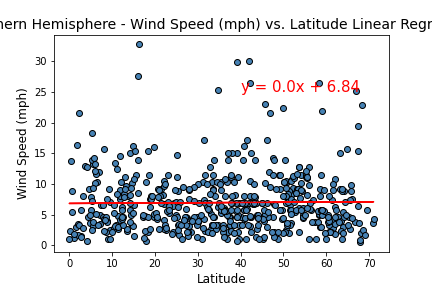 hern Hemisphere - Wind Speed (mph) vs. Latitude Linear Regr
y = 0.0x + 6.84
Wind Speed (mph)
30
25
20
15
10
5
0
0 10 20 30 40 50 60 70
Latitude